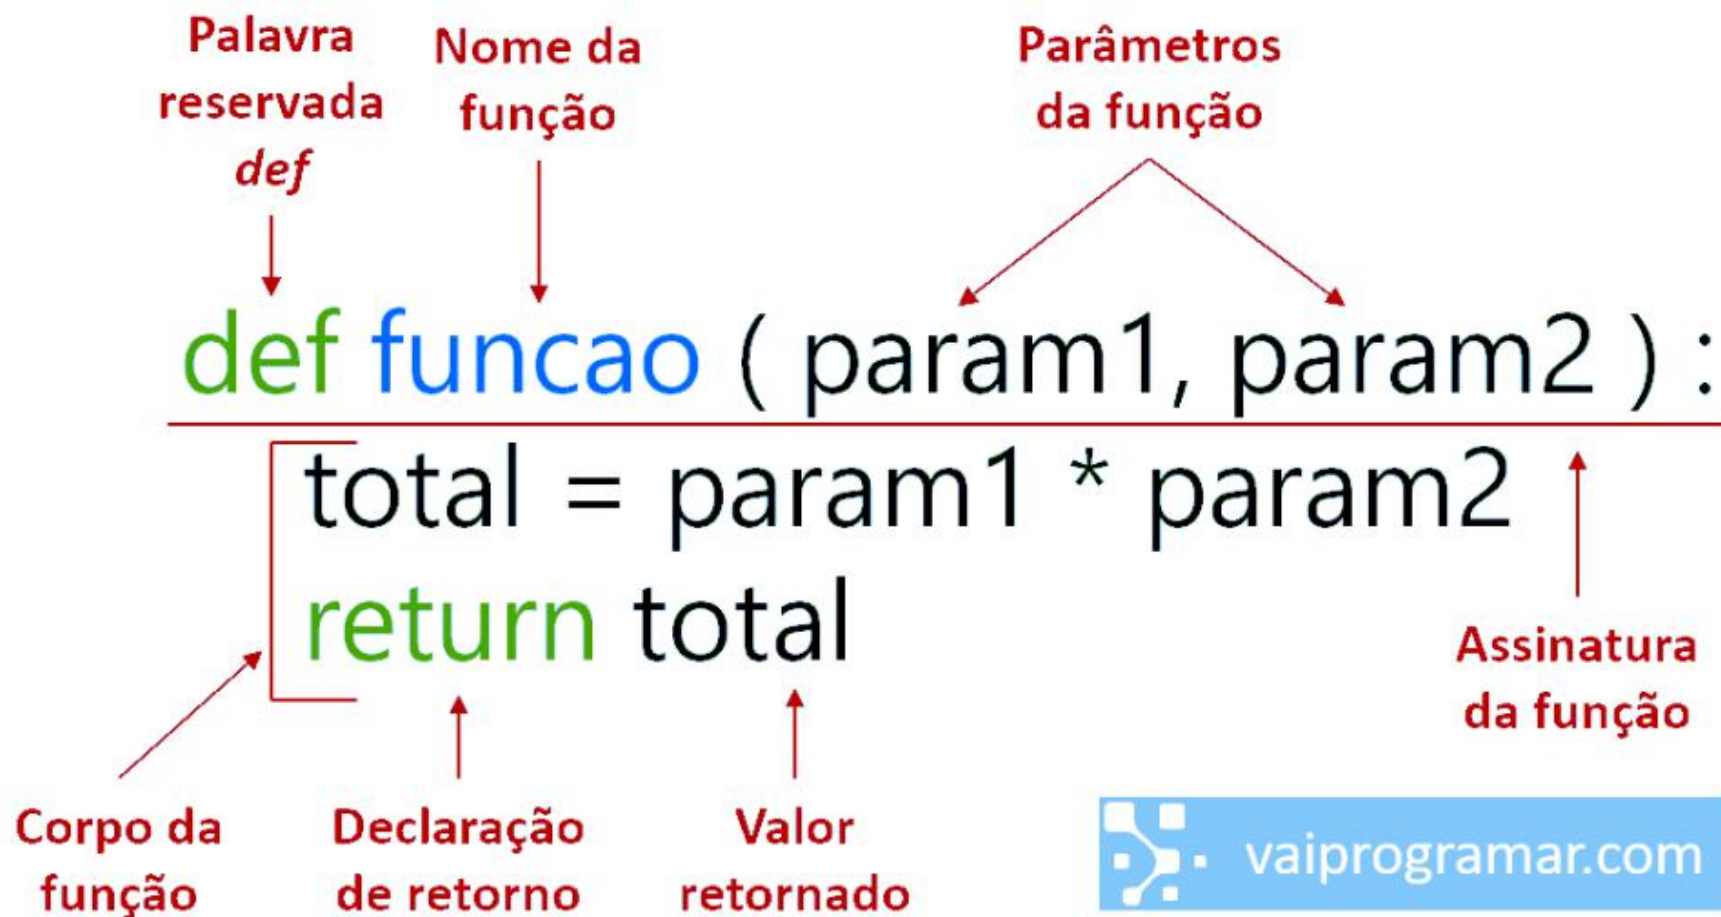 Palavra
reservada
def
Nome da
função
Parâmetros
da função
def funcao ( param1, param2 ) :
total = param1 * param2
return total
Assinatura
da função
Corpo da
função
Declaração
de retorno
Valor
retornado
vaiprogramar.com